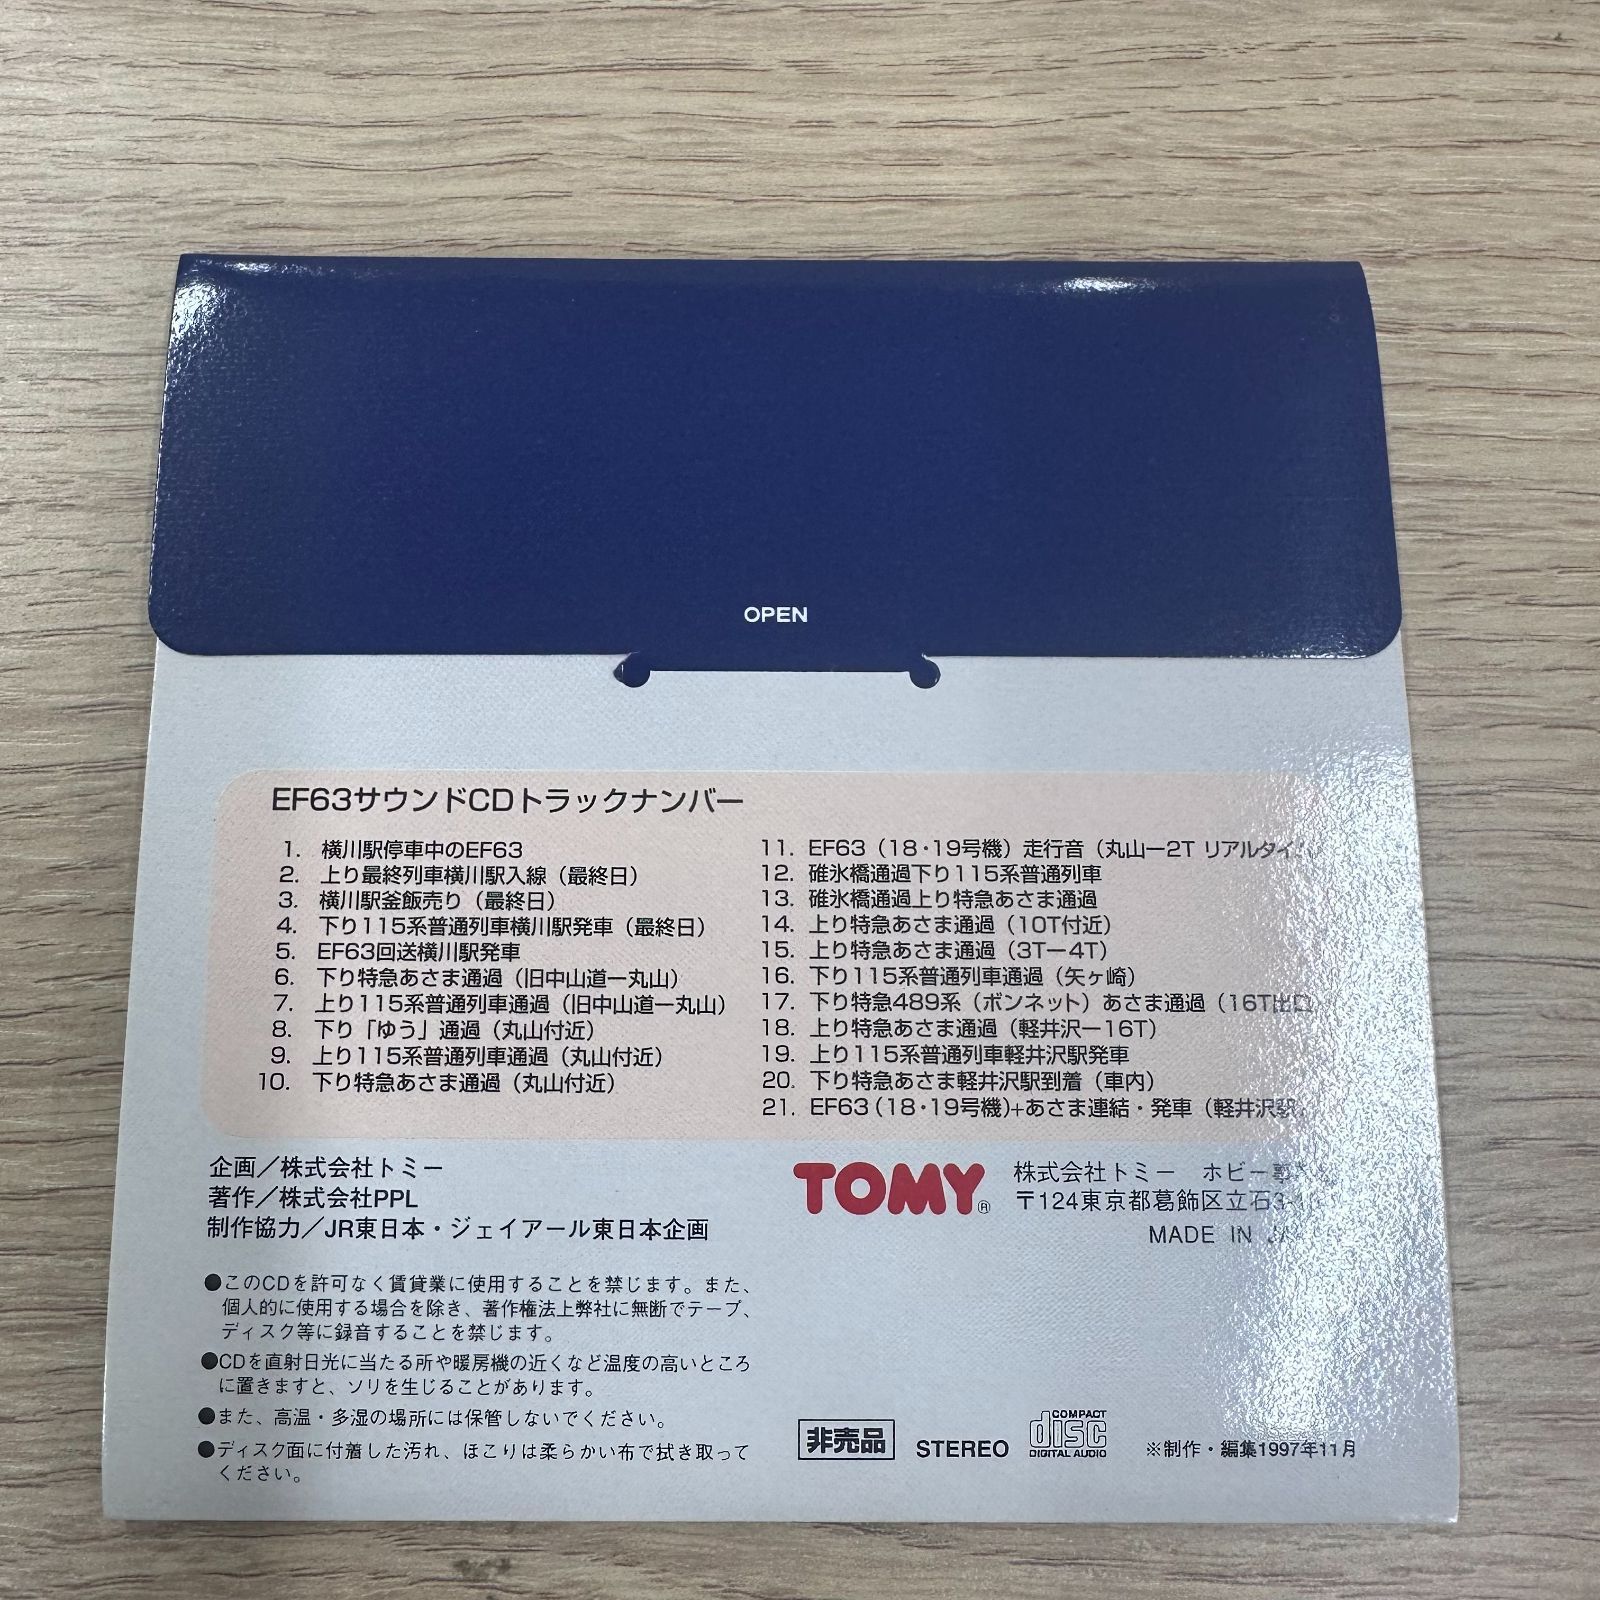 OPEN
EF63サウンドCDトラックナンバー
1. 横川駅停車中のEF63
2. 上り最終列車横川駅入線（最終日）
3. 横川駅釜飯売り（最終日）
4. 下り115系普通列車横川駅発車（最終日）
5. EF63回送横川駅発車
6. 下り特急あさま通過（旧中山道ー丸山）
7. 上り115系普通列車通過（旧中山道ー丸山）
8. 下り「ゆう」通過（丸山付近）
9. 上り115系普通列車通過（丸山付近）
10. 下り特急あさま通過（丸山付近）
11. EF63（18・19号機）走行音（丸山ー2T リアルタイ
12. 碓氷橋通過下り115系普通列車
13. 碓氷橋通過上り特急あさま通過
14. 上り特急あさま通過（10T付近）
15. 上り特急あさま通過（3Tー4T）
16. 下り115系普通列車通過（矢ヶ崎）
17. 下り特急489系（ボンネット）あさま通過（16T出口
18. 上り特急あさま通過（軽井沢ー16T）
19. 上り115系普通列車軽井沢駅発車
20. 下り特急あさま軽井沢駅到着（車内）
21. EF63（18・19号機）+あさま連結・発車（軽井沢駅
企画／株式会社トミー
著作／株式会社PPL
制作協力／JR東日本・ジェイアール東日本企画
TOMY®
株式会社トミー ホビー事
〒124東京都葛飾区立石3-
MADE IN
●このCDを許可なく賃貸業に使用することを禁じます。また、
個人的に使用する場合を除き、著作権法上弊社に無断でテープ、
ディスク等に録音することを禁じます。
●CDを直射日光に当たる所や暖房機の近くなど温度の高いところ
に置きますと、ソリを生じることがあります。
●また、高温・多湿の場所には保管しないでください。
●ディスク面に付着した汚れ、ほこりは柔らかい布で拭き取って
ください。
非売品 STEREO COMPACT disc DIGITAL AUDIO ※制作・編集1997年11月